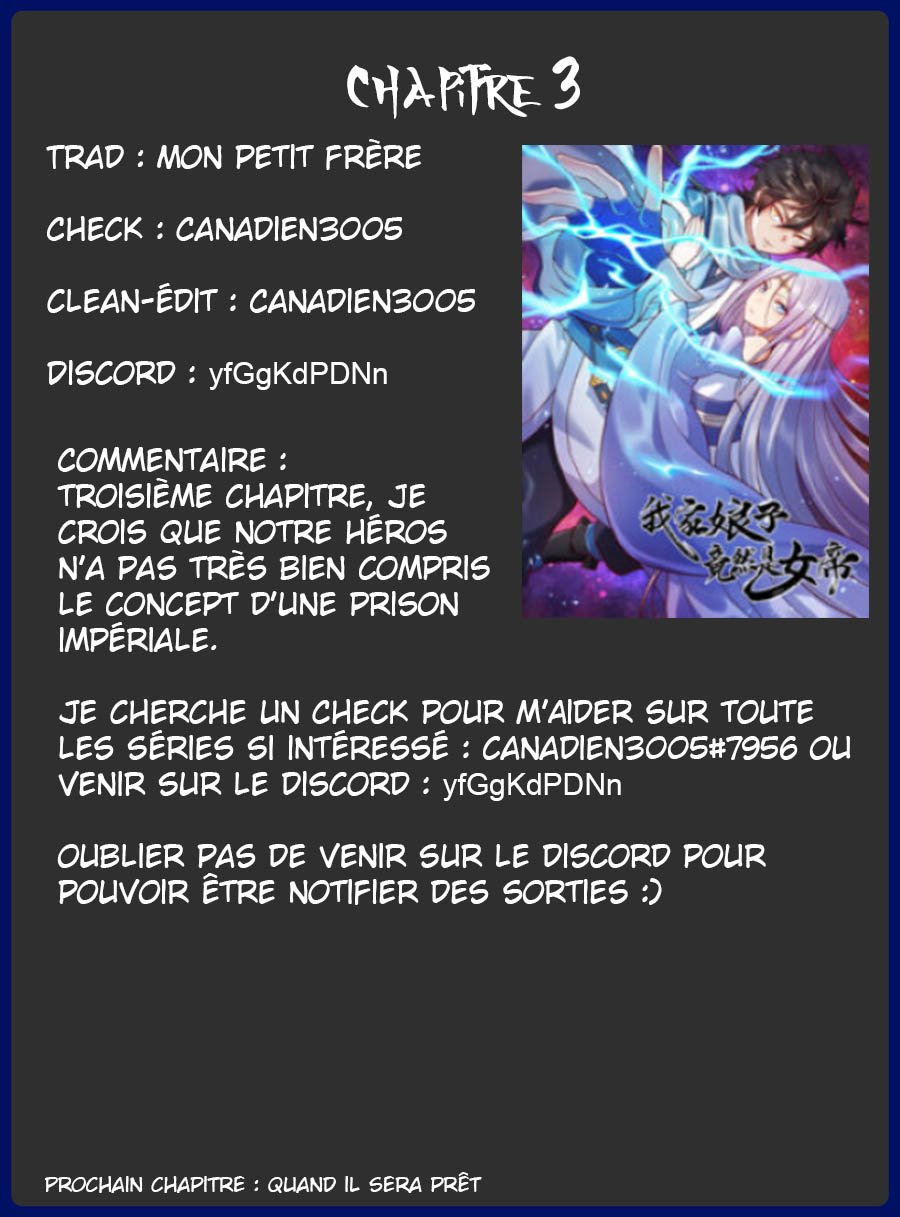 CHAPITRE 3
TRAD : MON PETIT FRÈRE
CHECK : CANADIEN3005
CLEAN-ÉDIT : CANADIEN3005
DISCORD : yfGgKdPDNn
我家娘子
竟然是女帝
COMMENTAIRE :
TROISIÈME CHAPITRE, JE
CROIS QUE NOTRE HÉROS
N'A PAS TRÈS BIEN COMPRIS
LE CONCEPT D'UNE PRISON
IMPÉRIALE.
JE CHERCHE UN CHECK POUR M'AIDER SUR TOUTE
LES SÉRIES SI INTÉRESSÉ : CANADIEN3005#7956 OU
VENIR SUR LE DISCORD : yfGgKdPDNn
OUBLIER PAS DE VENIR SUR LE DISCORD POUR
POUVOIR ÊTRE NOTIFIER DES SORTIES :)
PROCHAIN CHAPITRE : QUAND IL SERA PRÊT